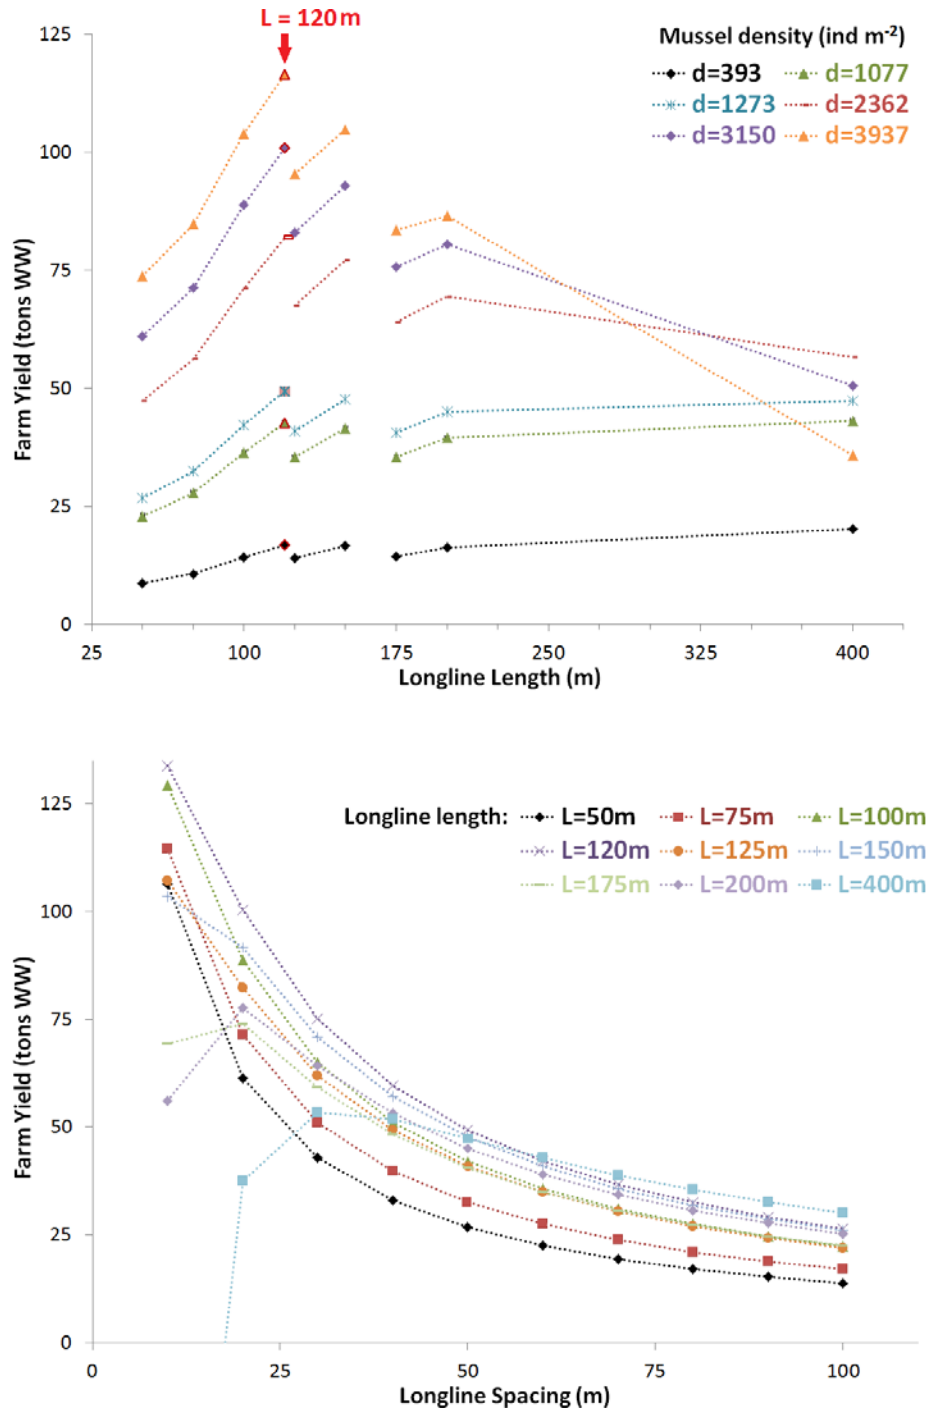 L = 120 m
125
100
75
50
25
0
Farm Yield (tons WW)
Mussel density (ind m⁻²)
d=393 d=1077
d=1273 d=2362
d=3150 d=3937
25 100 175 250 325 400
Longline Length (m)
125
100
75
50
25
0
Farm Yield (tons WW)
Longline length: L=50m L=75m L=100m
L=120m L=125m L=150m
L=175m L=200m L=400m
0 25 50 75 100
Longline Spacing (m)